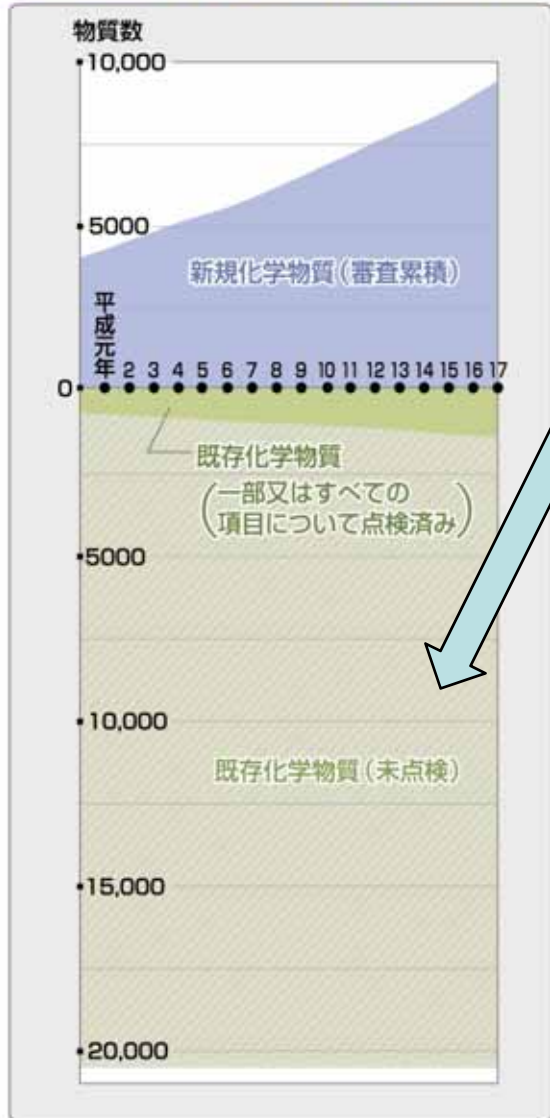 物質数
10,000
5000
新規化学物質（審査累積）
平成元年
2 3 4 5 6 7 8 9 10 11 12 13 14 15 16 17
0
既存化学物質
（一部又はすべての
項目について点検済み）
5000
10,000
既存化学物質（未点検）
15,000
20,000